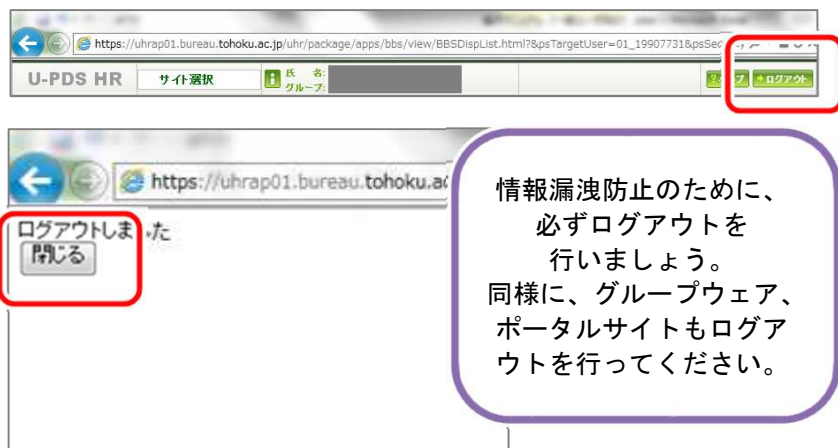 https://uhrap01.bureau.tohoku.ac.jp/uhr/package/apps/bbs/view/BBSDispList.html?&psTargetUser=01_19907731&psSec
U-PDS HR サイト選択 氏 名:
グループ: ログアウト
https://uhrap01.bureau.tohoku.ac
ログアウトしました
閉じる
情報漏洩防止のために、
必ずログアウトを
行いましょう。
同様に、グループウェア、
ポータルサイトもログア
ウトを行ってください。